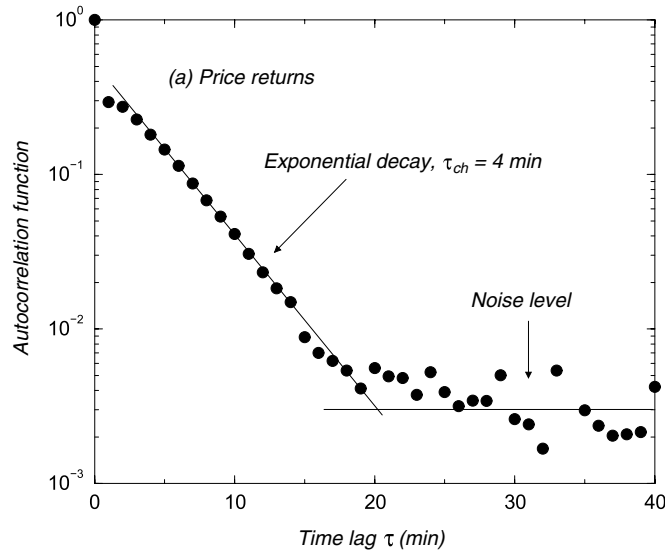 10^0
(a) Price returns
Exponential decay, τ_ch = 4 min
10^-1
Autocorrelation function
Noise level
10^-2
10^-3
0 10 20 30 40
Time lag τ (min)